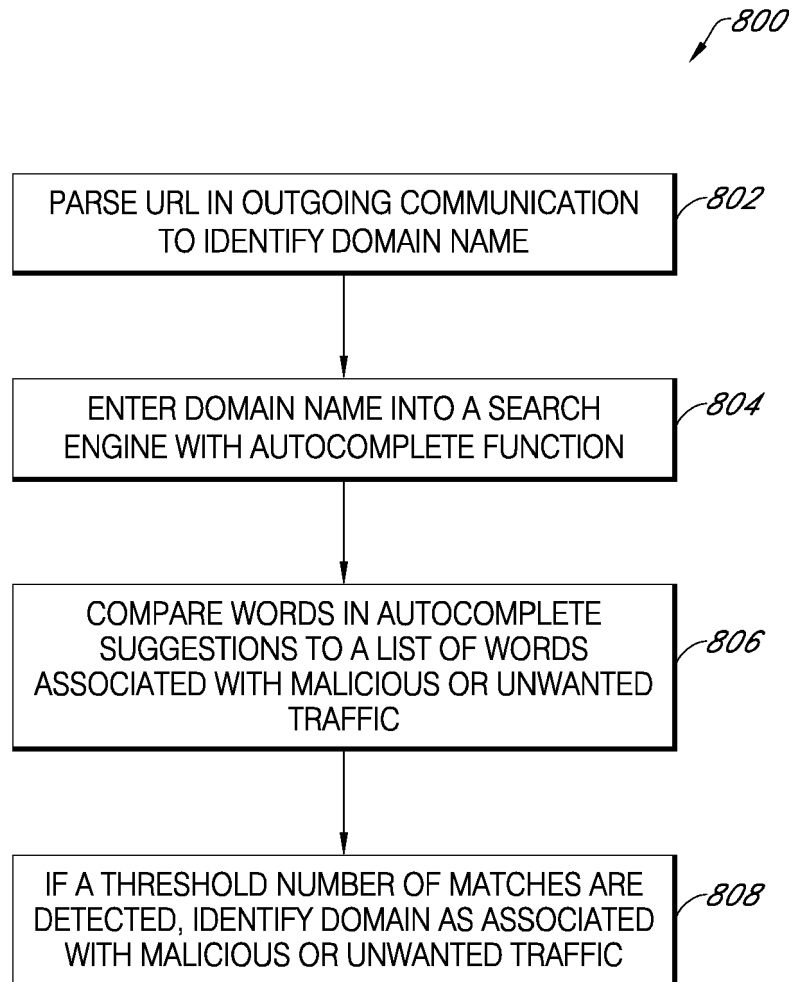 800
PARSE URL IN OUTGOING COMMUNICATION
TO IDENTIFY DOMAIN NAME
802
ENTER DOMAIN NAME INTO A SEARCH
ENGINE WITH AUTOCOMPLETE FUNCTION
804
COMPARE WORDS IN AUTOCOMPLETE
SUGGESTIONS TO A LIST OF WORDS
ASSOCIATED WITH MALICIOUS OR UNWANTED
TRAFFIC
806
IF A THRESHOLD NUMBER OF MATCHES ARE
DETECTED, IDENTIFY DOMAIN AS ASSOCIATED
WITH MALICIOUS OR UNWANTED TRAFFIC
808